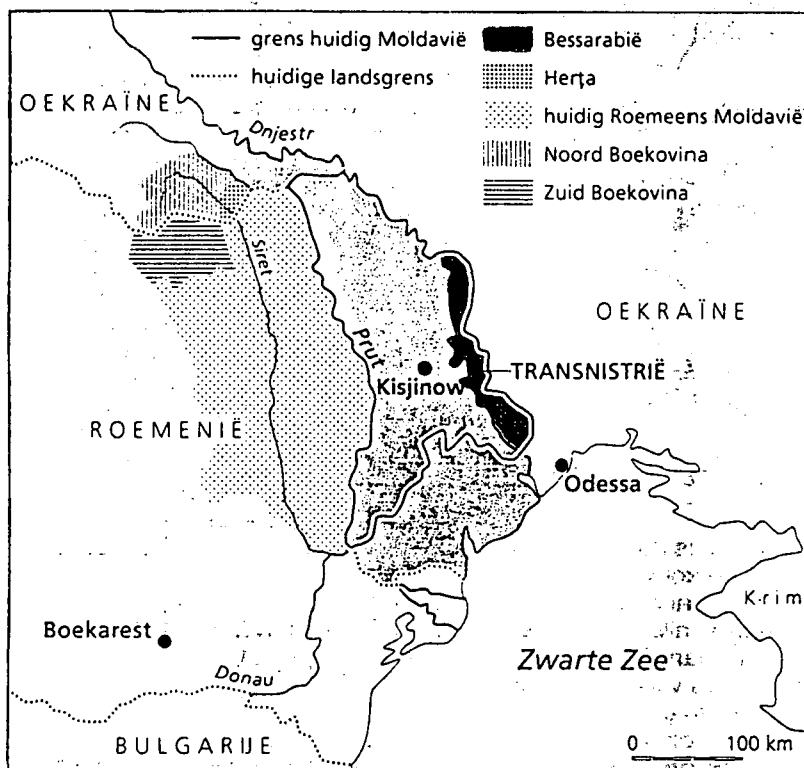 grens huidig Moldavië
huidige landsgrens
Bessarabië
Herţa
huidig Roemeens Moldavië
Noord Boekovina
Zuid Boekovina
OEKRAÏNE
Dnjestr
Siret
Prut
OEKRAÏNE
Kisjinow
TRANSNISTRIË
ROEMENIË
Odessa
Krim
Boekarest
Zwarte Zee
Donau
BULGARIJE
0 100 km